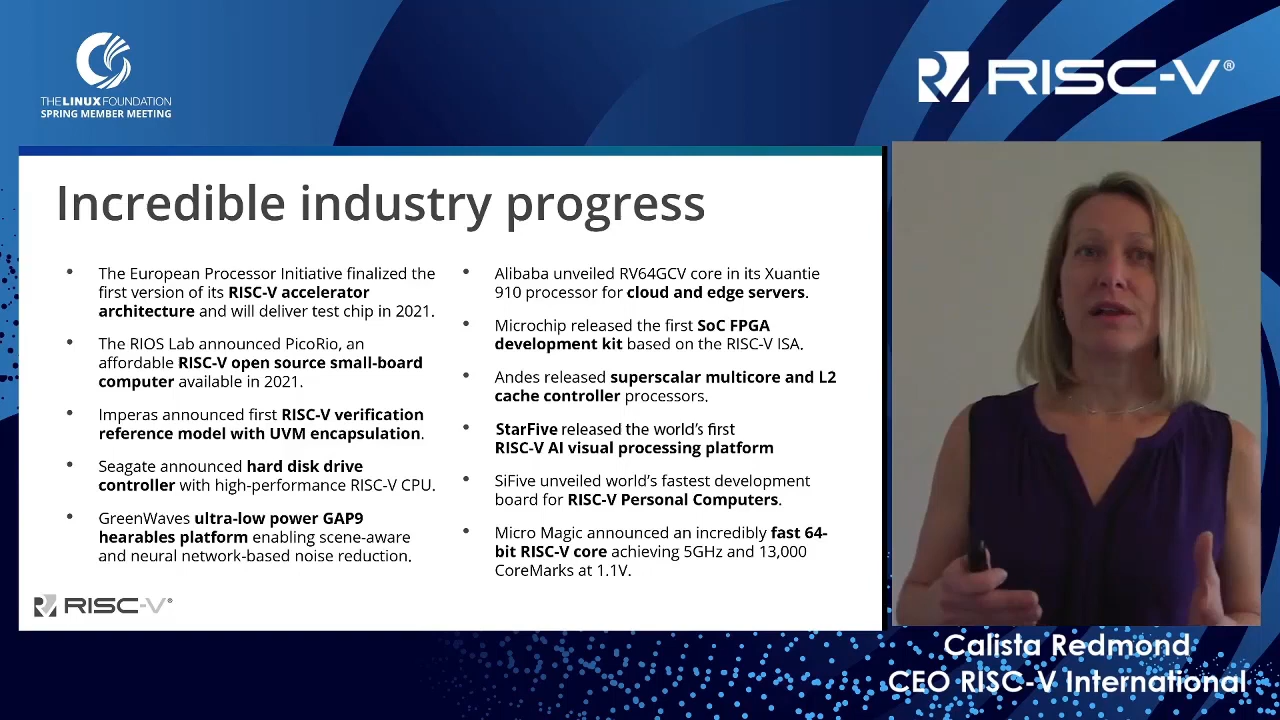 THE LINUX FOUNDATION
SPRING MEMBER MEETING
RISC-V®
Incredible industry progress
• The European Processor Initiative finalized the
first version of its RISC-V accelerator
architecture and will deliver test chip in 2021.
• The RIOS Lab announced PicoRio, an
affordable RISC-V open source small-board
computer available in 2021.
• Imperas announced first RISC-V verification
reference model with UVM encapsulation.
• Seagate announced hard disk drive
controller with high-performance RISC-V CPU.
• GreenWaves ultra-low power GAP9
hearables platform enabling scene-aware
and neural network-based noise reduction.
• Alibaba unveiled RV64GCV core in its Xuantie
910 processor for cloud and edge servers.
• Microchip released the first SoC FPGA
development kit based on the RISC-V ISA.
• Andes released superscalar multicore and L2
cache controller processors.
• StarFive released the world's first
RISC-V AI visual processing platform
• SiFive unveiled world's fastest development
board for RISC-V Personal Computers.
• Micro Magic announced an incredibly fast 64-
bit RISC-V core achieving 5GHz and 13,000
CoreMarks at 1.1V.
RISC-V®
Calista Redmond
CEO RISC-V International